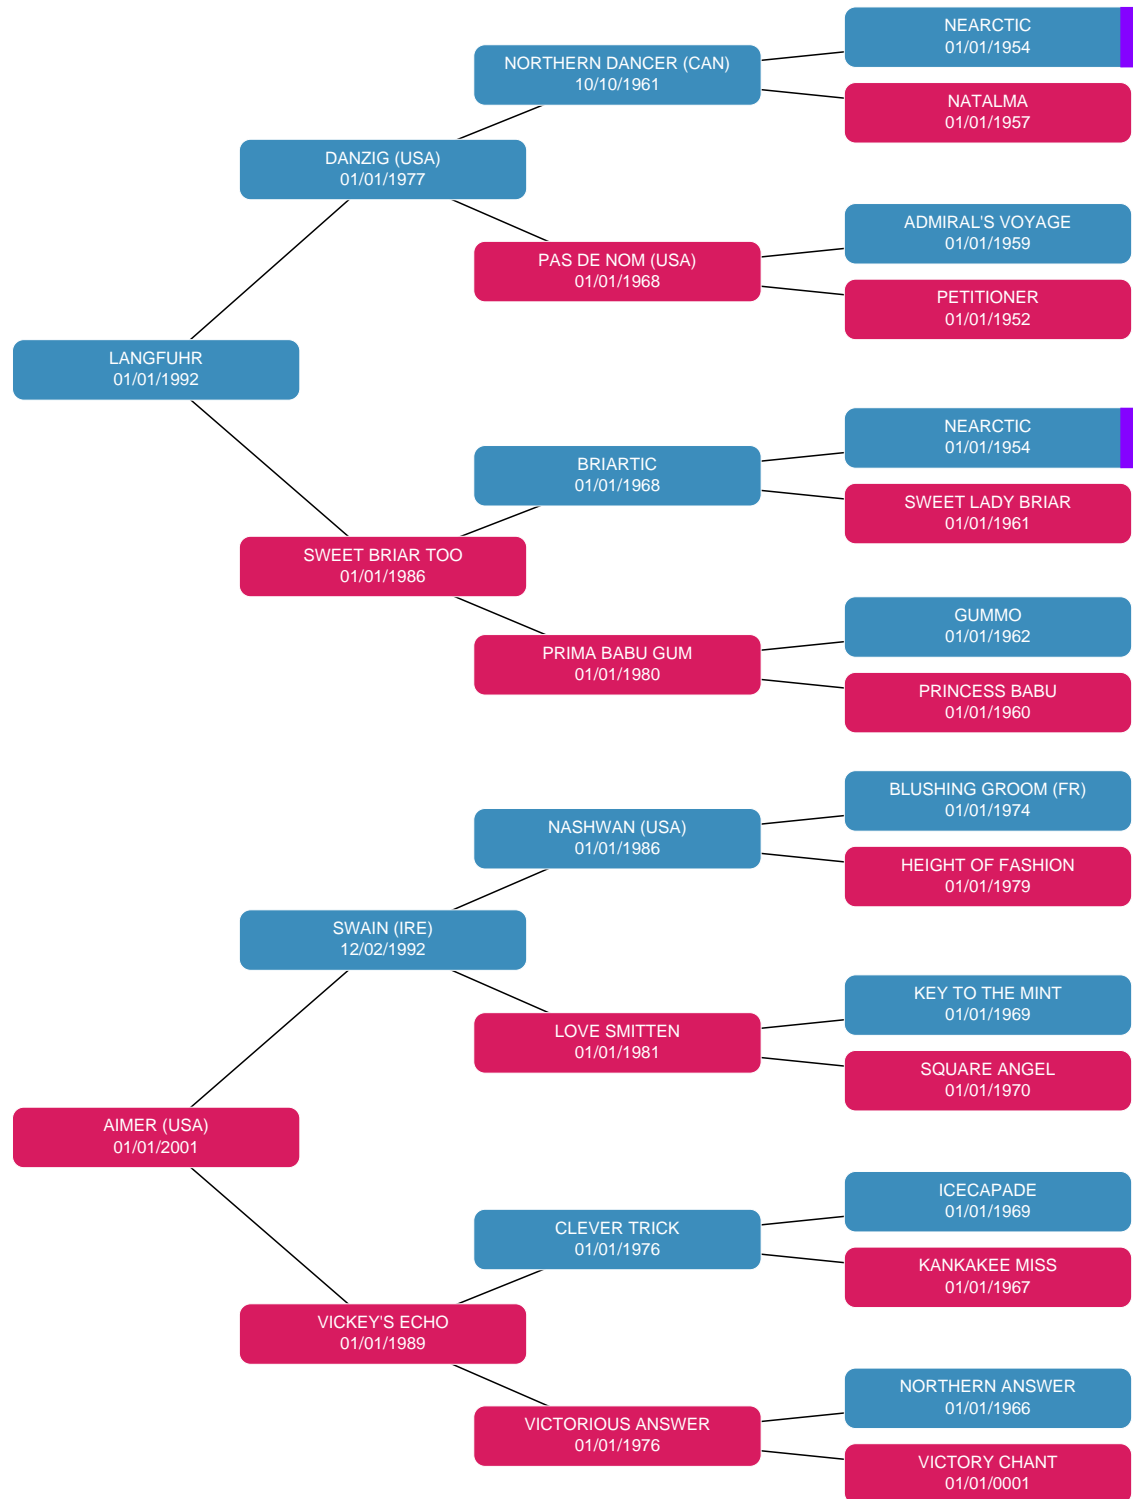 NEARCTIC
01/01/1954
NORTHERN DANCER (CAN)
10/10/1961
NATALMA
01/01/1957
DANZIG (USA)
01/01/1977
ADMIRAL'S VOYAGE
01/01/1959
PAS DE NOM (USA)
01/01/1968
PETITIONER
01/01/1952
LANGFUHR
01/01/1992
NEARCTIC
01/01/1954
BRIARTIC
01/01/1968
SWEET LADY BRIAR
01/01/1961
SWEET BRIAR TOO
01/01/1986
GUMMO
01/01/1962
PRIMA BABU GUM
01/01/1980
PRINCESS BABU
01/01/1960
BLUSHING GROOM (FR)
01/01/1974
NASHWAN (USA)
01/01/1986
HEIGHT OF FASHION
01/01/1979
SWAIN (IRE)
12/02/1992
KEY TO THE MINT
01/01/1969
LOVE SMITTEN
01/01/1981
SQUARE ANGEL
01/01/1970
AIMER (USA)
01/01/2001
ICECAPADE
01/01/1969
CLEVER TRICK
01/01/1976
KANKAKEE MISS
01/01/1967
VICKEY'S ECHO
01/01/1989
NORTHERN ANSWER
01/01/1966
VICTORIOUS ANSWER
01/01/1976
VICTORY CHANT
01/01/0001